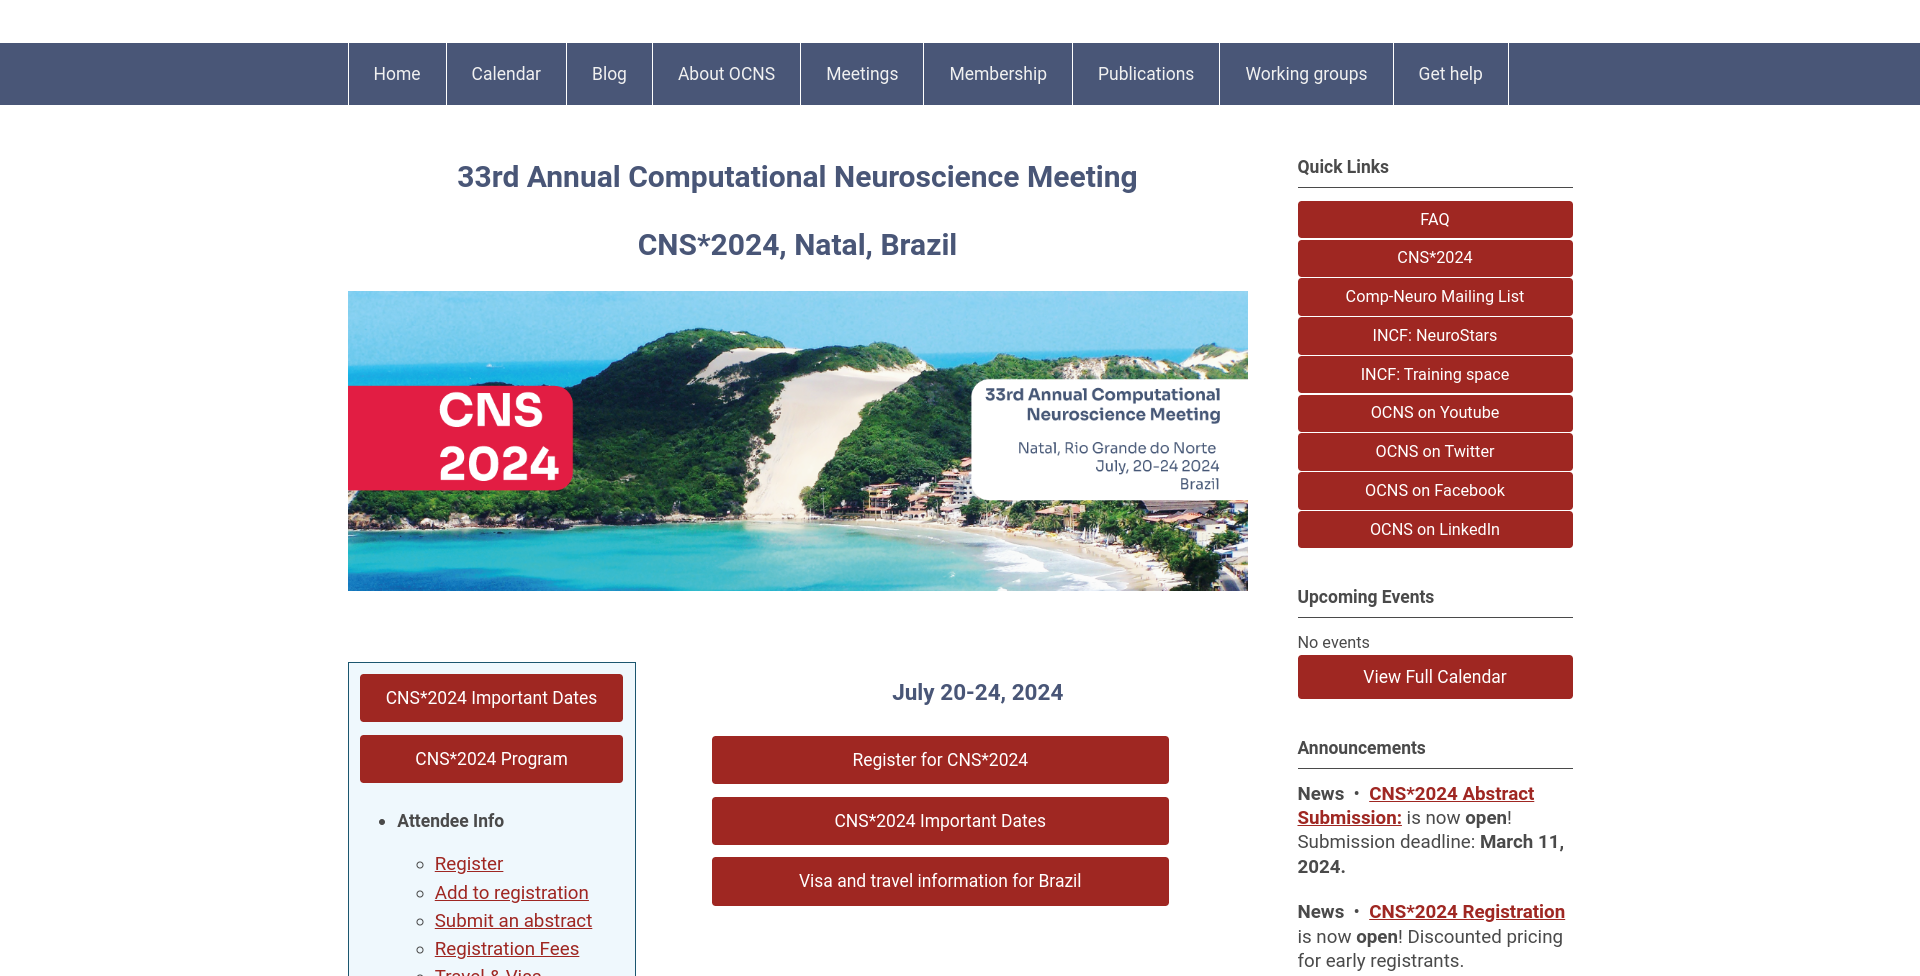 Home
Calendar
Blog
About OCNS
Meetings
Membership
Publications
Working groups
Get help
33rd Annual Computational Neuroscience Meeting
CNS*2024, Natal, Brazil
CNS
2024
33rd Annual Computational
Neuroscience Meeting
Natal, Rio Grande do Norte
July, 20-24 2024
Brazil
CNS*2024 Important Dates
CNS*2024 Program
Attendee Info
Register
Add to registration
Submit an abstract
Registration Fees
Travel & Visa
July 20-24, 2024
Register for CNS*2024
CNS*2024 Important Dates
Visa and travel information for Brazil
Quick Links
FAQ
CNS*2024
Comp-Neuro Mailing List
INCF: NeuroStars
INCF: Training space
OCNS on Youtube
OCNS on Twitter
OCNS on Facebook
OCNS on LinkedIn
Upcoming Events
No events
View Full Calendar
Announcements
News • CNS*2024 Abstract
Submission: is now open!
Submission deadline: March 11,
2024.
News • CNS*2024 Registration
is now open! Discounted pricing
for early registrants.